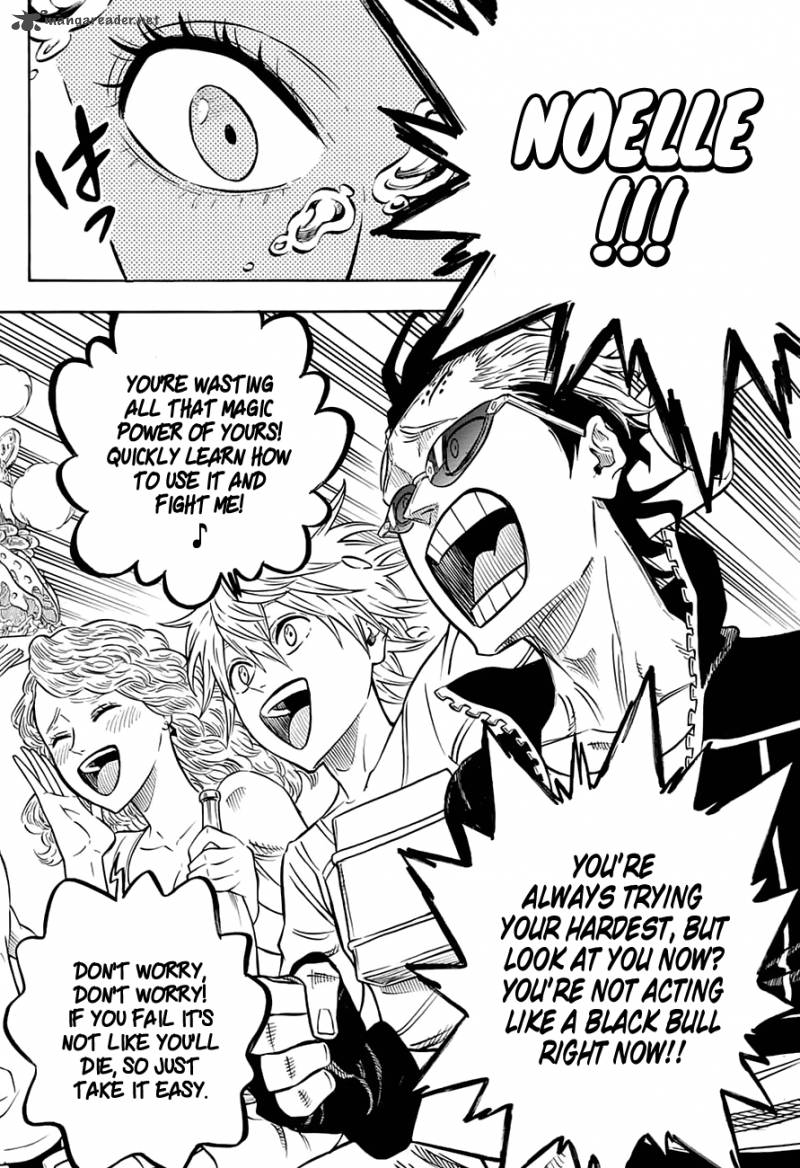 mangareader.net
NOELLE
!!!
はっ
YOU'RE WASTING
ALL THAT MAGIC
POWER OF YOURS!
QUICKLY LEARN HOW
TO USE IT AND
FIGHT ME!
♪
YOU'RE
ALWAYS TRYING
YOUR HARDEST, BUT
LOOK AT YOU NOW?
YOU'RE NOT ACTING
LIKE A BLACK BULL
RIGHT NOW!!
DON'T WORRY,
DON'T WORRY!
IF YOU FAIL IT'S
NOT LIKE YOU'LL
DIE, SO JUST
TAKE IT EASY.